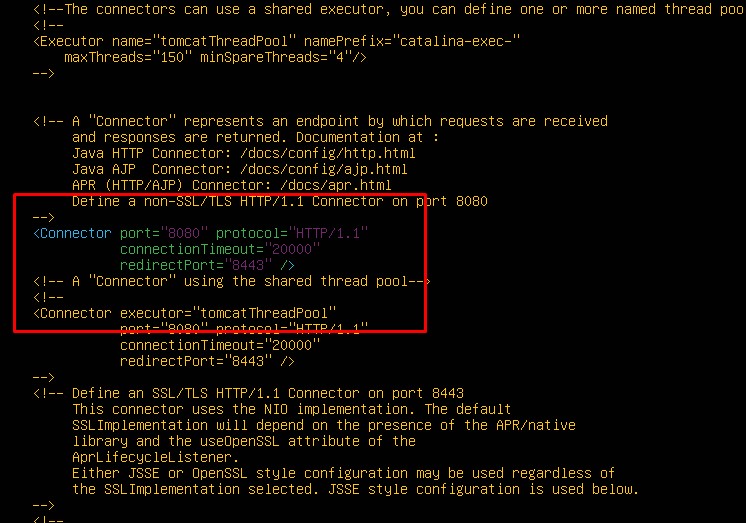 <!--The connectors can use a shared executor, you can define one or more named thread poo
<!--
<Executor name="tomcatThreadPool" namePrefix="catalina-exec-"
maxThreads="150" minSpareThreads="4"/>
-->
<!-- A "Connector" represents an endpoint by which requests are received
and responses are returned. Documentation at :
Java HTTP Connector: /docs/config/http.html
Java AJP  Connector: /docs/config/ajp.html
APR (HTTP/AJP) Connector: /docs/apr.html
Define a non-SSL/TLS HTTP/1.1 Connector on port 8080
-->
<Connector port="8080" protocol="HTTP/1.1"
connectionTimeout="20000"
redirectPort="8443" />
<!-- A "Connector" using the shared thread pool-->
<!--
<Connector executor="tomcatThreadPool"
port="8080" protocol="HTTP/1.1"
connectionTimeout="20000"
redirectPort="8443" />
-->
<!-- Define an SSL/TLS HTTP/1.1 Connector on port 8443
This connector uses the NIO implementation. The default
SSLImplementation will depend on the presence of the APR/native
library and the useOpenSSL attribute of the
AprLifecycleListener.
Either JSSE or OpenSSL style configuration may be used regardless of
the SSLImplementation selected. JSSE style configuration is used below.
-->
<!--